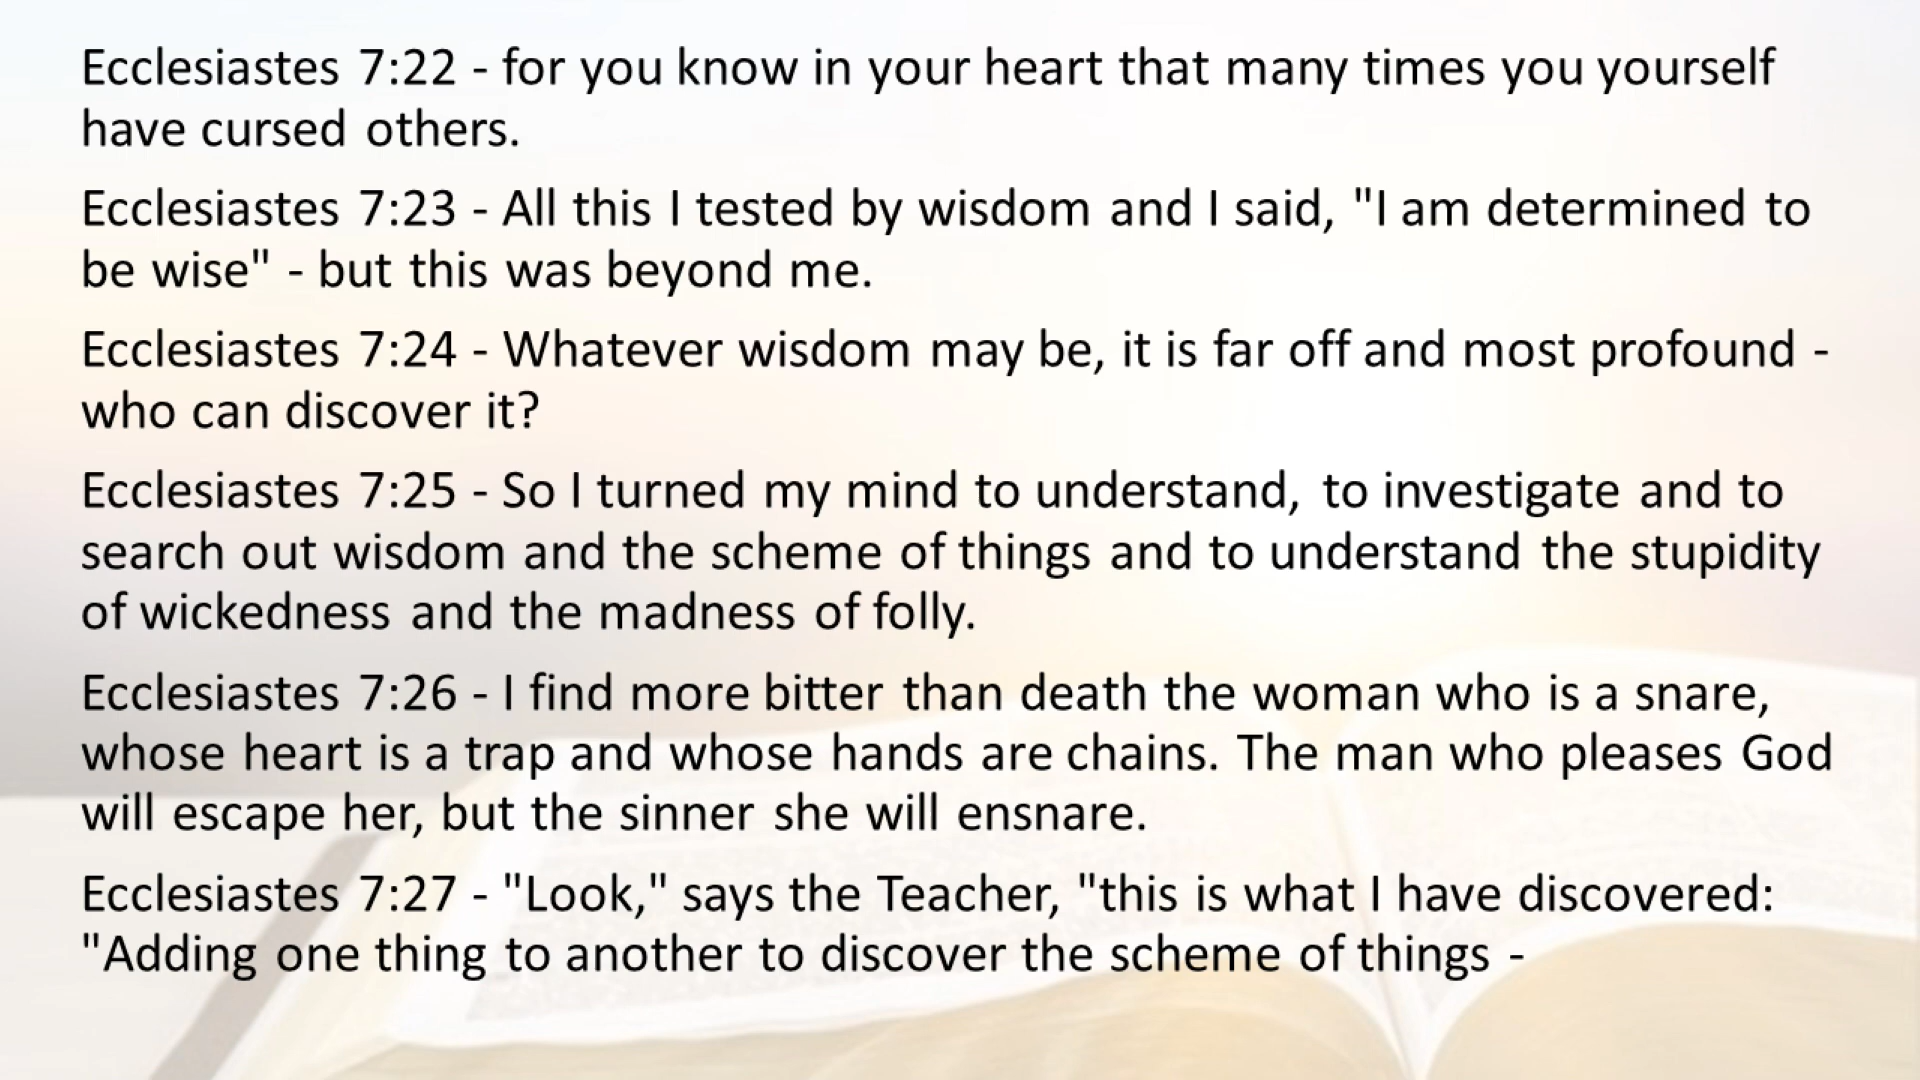 Ecclesiastes 7:22 - for you know in your heart that many times you yourself
have cursed others.
Ecclesiastes 7:23 - All this I tested by wisdom and I said, "I am determined to
be wise" - but this was beyond me.
Ecclesiastes 7:24 - Whatever wisdom may be, it is far off and most profound -
who can discover it?
Ecclesiastes 7:25 - So I turned my mind to understand, to investigate and to
search out wisdom and the scheme of things and to understand the stupidity
of wickedness and the madness of folly.
Ecclesiastes 7:26 - I find more bitter than death the woman who is a snare,
whose heart is a trap and whose hands are chains. The man who pleases God
will escape her, but the sinner she will ensnare.
Ecclesiastes 7:27 - "Look," says the Teacher, "this is what I have discovered:
"Adding one thing to another to discover the scheme of things -